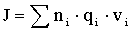 J = ∑ nᵢ · qᵢ · vᵢ